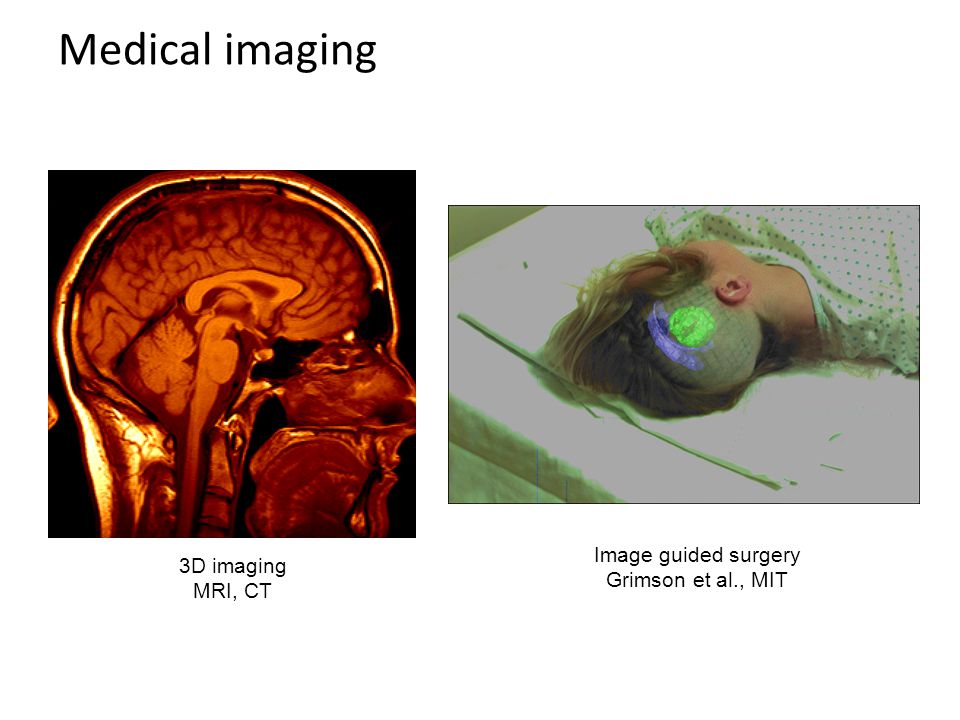 Medical imaging
3D imaging
MRI, CT
Image guided surgery
Grimson et al., MIT